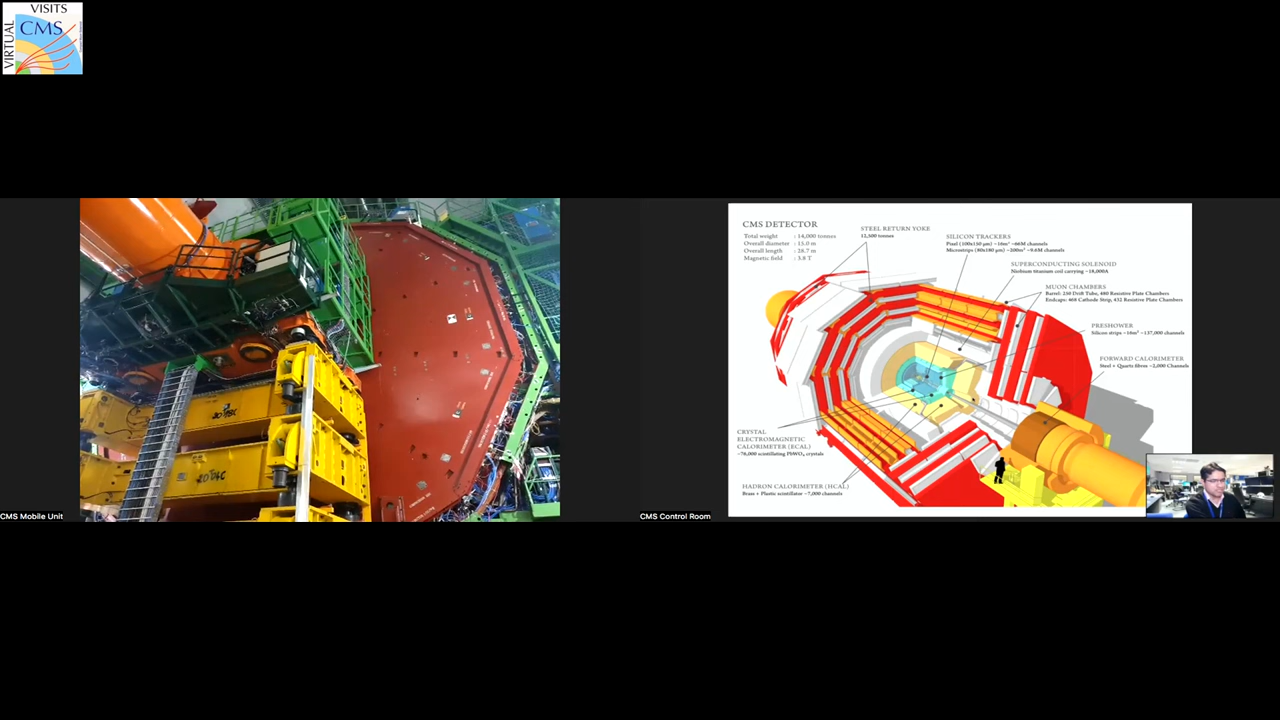 VISITS
CMS
VIRTUAL
CMS DETECTOR
Total weight : 14,000 tonnes
Overall diameter : 15.0 m
Overall length : 28.7 m
Magnetic field : 3.8 T
STEEL RETURN YOKE
12,500 tonnes
SILICON TRACKERS
Pixel (100x150 μm) ~16m² ~66M channels
Microstrips (80x180 μm) ~200m² ~9.6M channels
SUPERCONDUCTING SOLENOID
Niobium titanium coil carrying ~18,000A
MUON CHAMBERS
Barrel: 250 Drift Tube, 480 Resistive Plate Chambers
Endcaps: 468 Cathode Strip, 432 Resistive Plate Chambers
PRESHOWER
Silicon strips ~16m² ~137,000 channels
FORWARD CALORIMETER
Steel + Quartz fibres ~2,000 Channels
CRYSTAL
ELECTROMAGNETIC
CALORIMETER (ECAL)
~76,000 scintillating PbWO₄ crystals
HADRON CALORIMETER (HCAL)
Brass + Plastic scintillator ~7,000 channels
CMS Mobile Unit
CMS Control Room